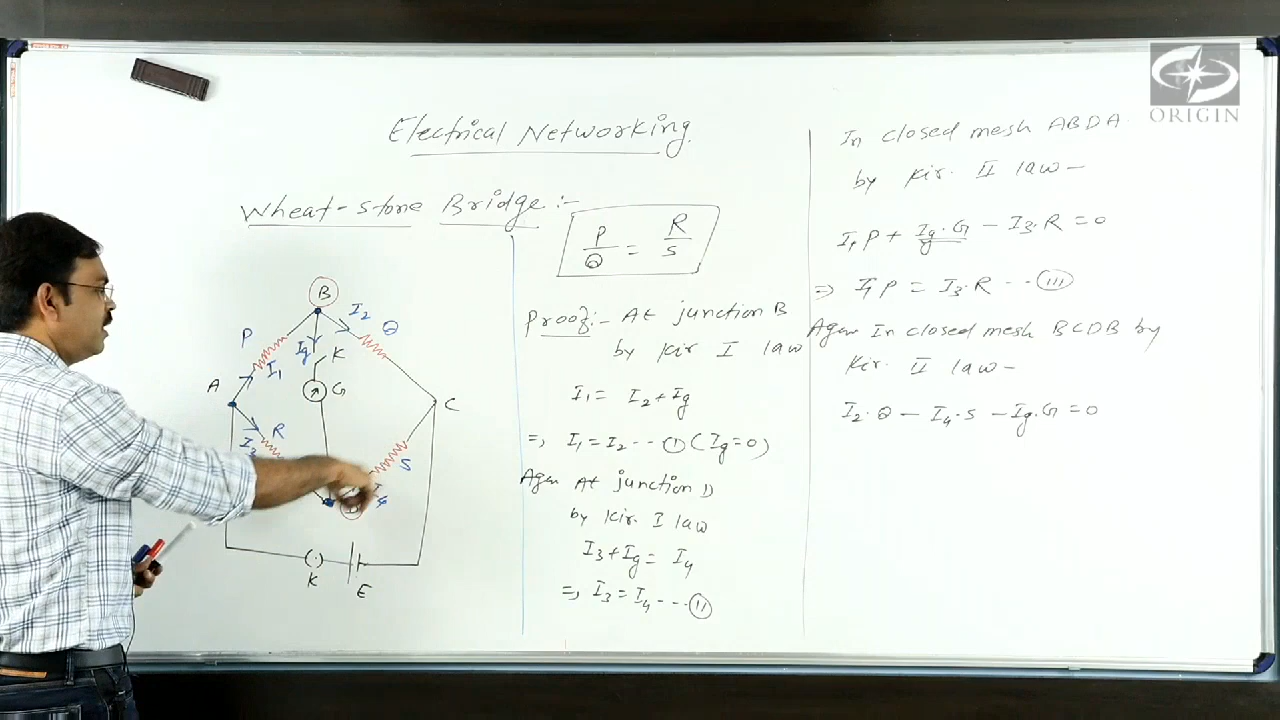 ORIGIN
Electrical Networking.
Wheat-stone Bridge :-
P/Q = R/S
Proof:- At junction B
by Kir I law
I1 = I2 + Ig
⇒, I1 = I2 --- (I) (Ig = 0)
Agen At junction D
by Kir. I law
I3 + Ig = I4
⇒, I3 = I4 --- (II)
In closed mesh ABDA.
by Kir. II law -
I1 P + Ig. G - I3. R = 0
⇒ I1 P = I3. R --- (III)
Agen In closed mesh BCDB by
Kir. II law -
I2. Q - I4. S - Ig. G = 0
B
I2
P
Q
Ig
K
I1
A
G
C
R
I3
S
D
I4
K
E